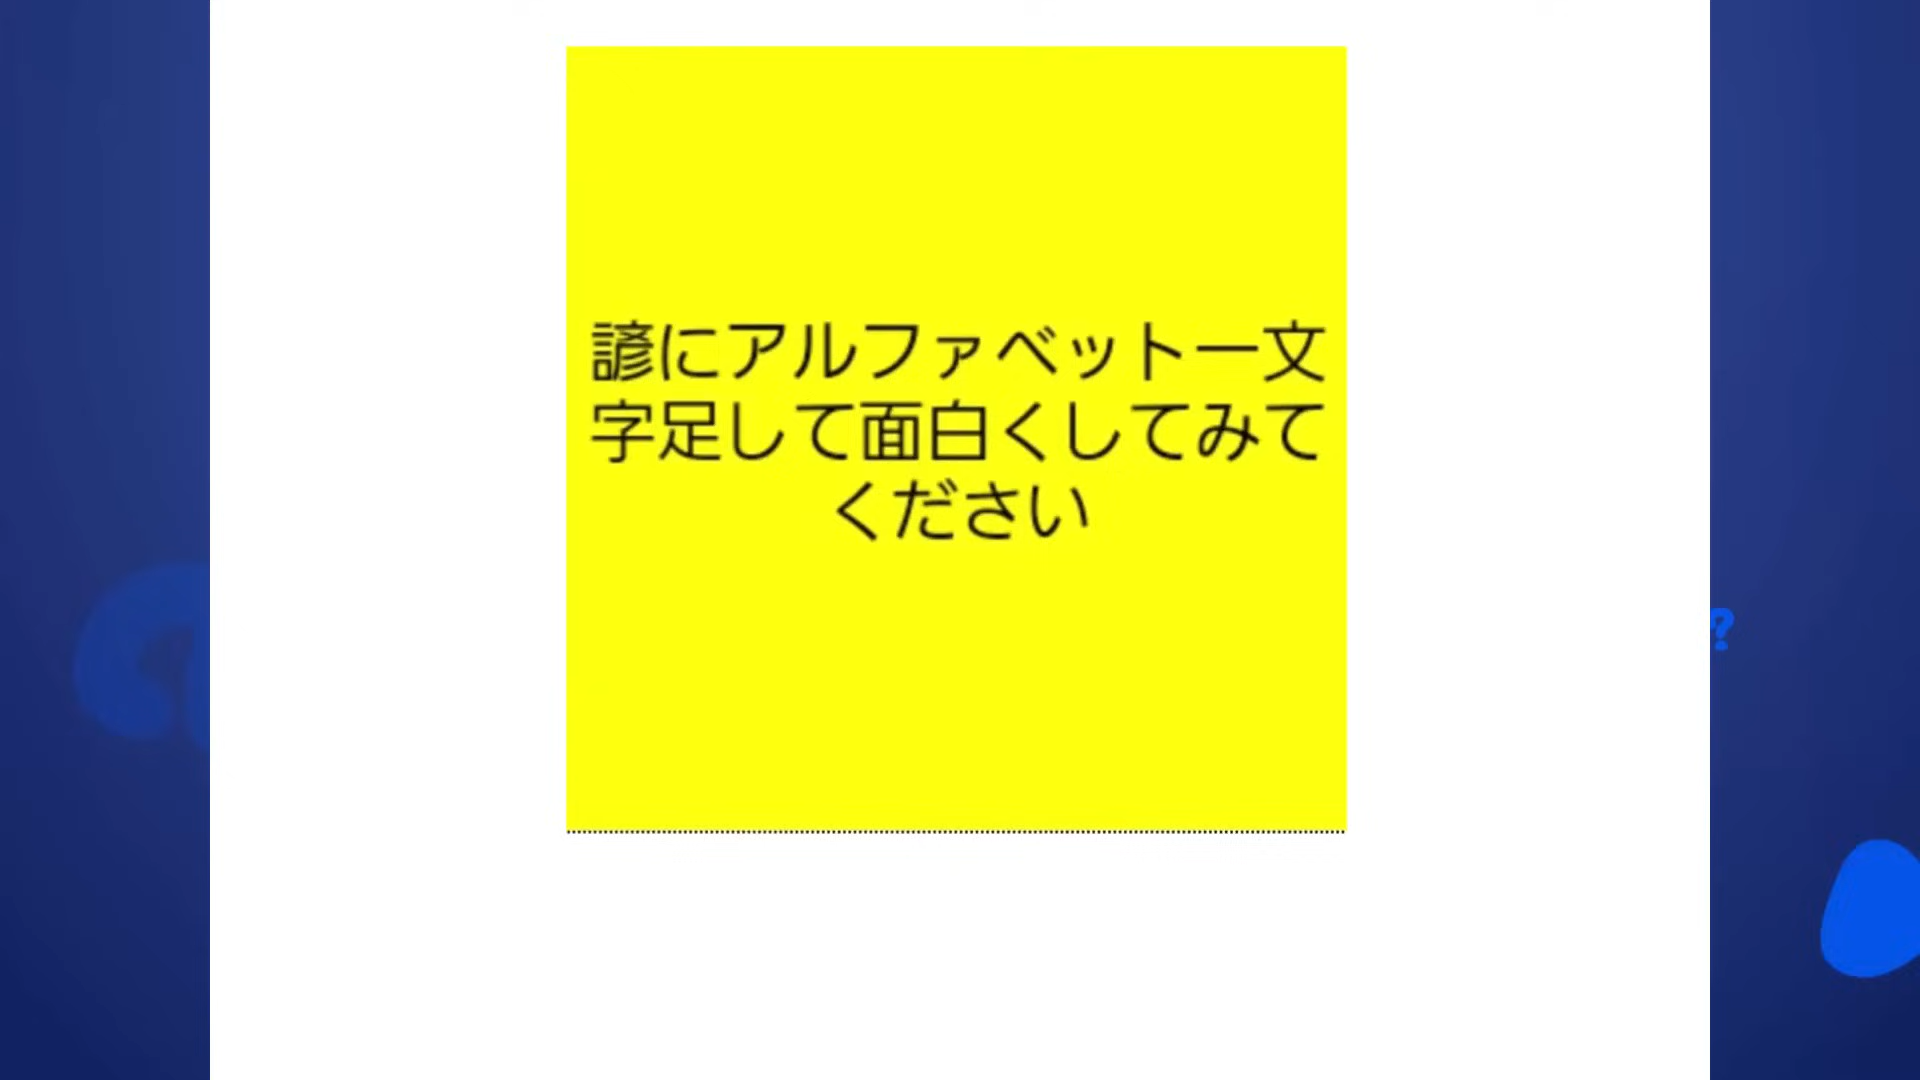 諺にアルファベット一文
字足して面白くしてみて
ください
?